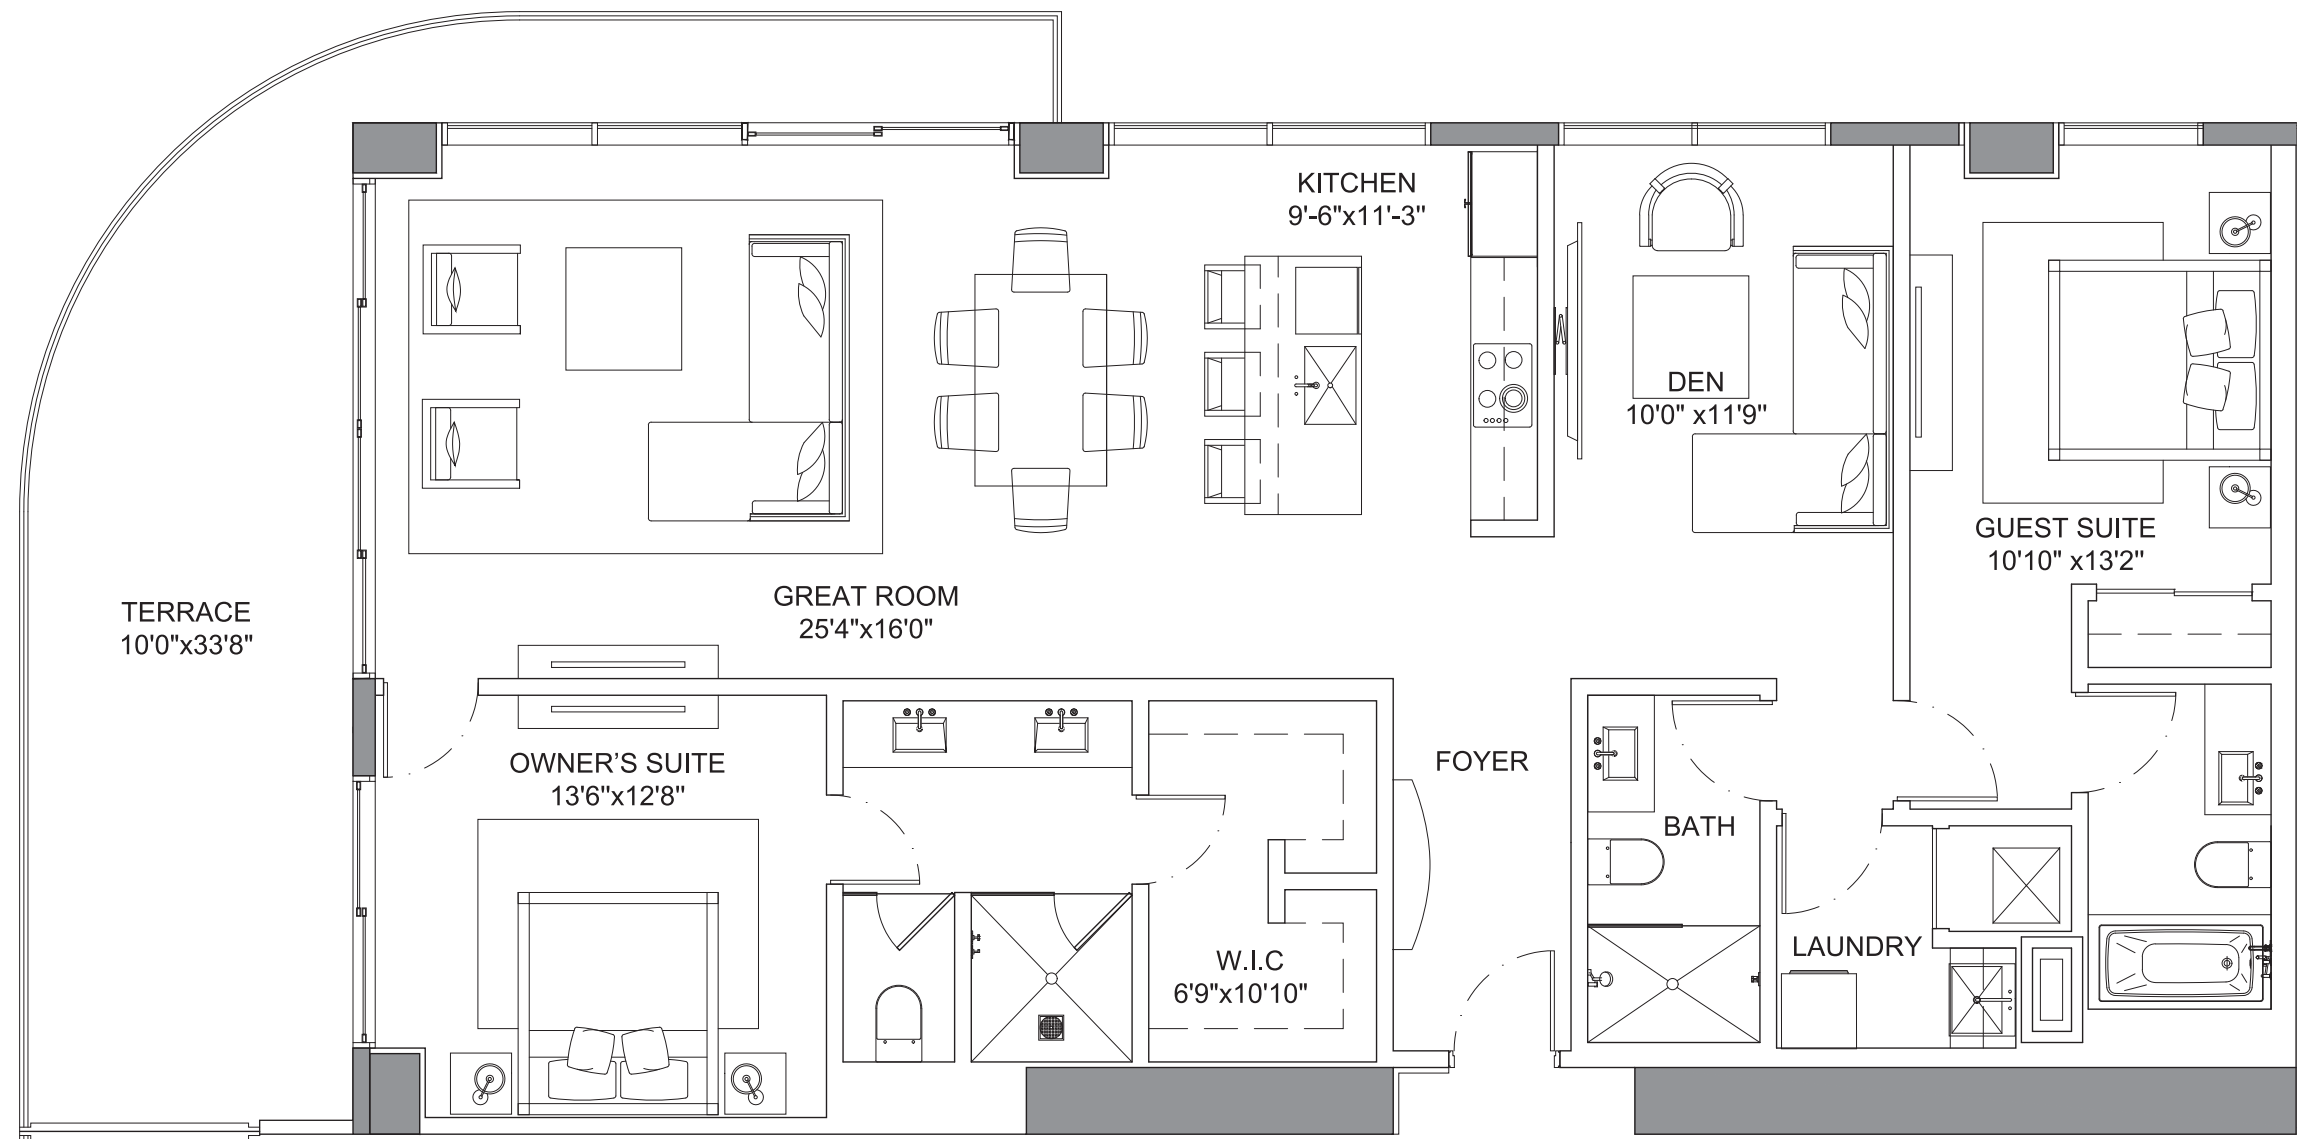 KITCHEN
9'-6"x11'-3"
DEN
10'0" x11'9"
GUEST SUITE
10'10" x13'2"
GREAT ROOM
25'4"x16'0"
TERRACE
10'0"x33'8"
OWNER’S SUITE
13'6"x12'8"
FOYER
BATH
LAUNDRY
W.I.C
6'9"x10'10"